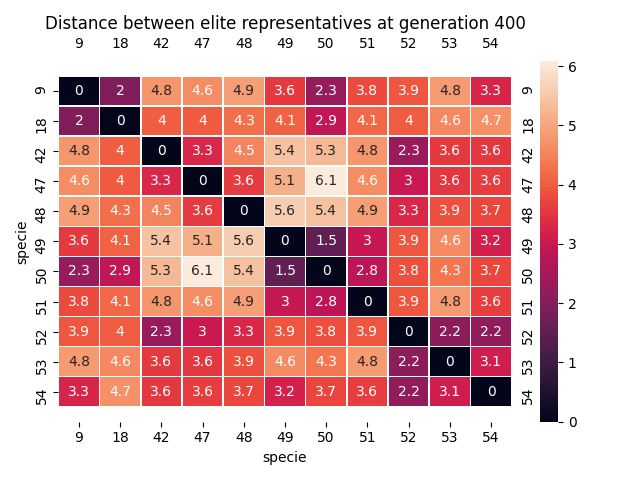 Distance between elite representatives at generation 400
9 18 42 47 48 49 50 51 52 53 54
9 0 2 4.8 4.6 4.9 3.6 2.3 3.8 3.9 4.8 3.3 9
18 2 0 4 4 4.3 4.1 2.9 4.1 4 4.6 4.7 18
42 4.8 4 0 3.3 4.5 5.4 5.3 4.8 2.3 3.6 3.6 42
47 4.6 4 3.3 0 3.6 5.1 6.1 4.6 3 3.6 3.6 47
48 4.9 4.3 4.5 3.6 0 5.6 5.4 4.9 3.3 3.9 3.7 48
49 3.6 4.1 5.4 5.1 5.6 0 1.5 3 3.9 4.6 3.2 49
50 2.3 2.9 5.3 6.1 5.4 1.5 0 2.8 3.8 4.3 3.7 50
51 3.8 4.1 4.8 4.6 4.9 3 2.8 0 3.9 4.8 3.6 51
52 3.9 4 2.3 3 3.3 3.9 3.8 3.9 0 2.2 2.2 52
53 4.8 4.6 3.6 3.6 3.9 4.6 4.3 4.8 2.2 0 3.1 53
54 3.3 4.7 3.6 3.6 3.7 3.2 3.7 3.6 2.2 3.1 0 54
9 18 42 47 48 49 50 51 52 53 54
specie
specie
6
5
4
3
2
1
0